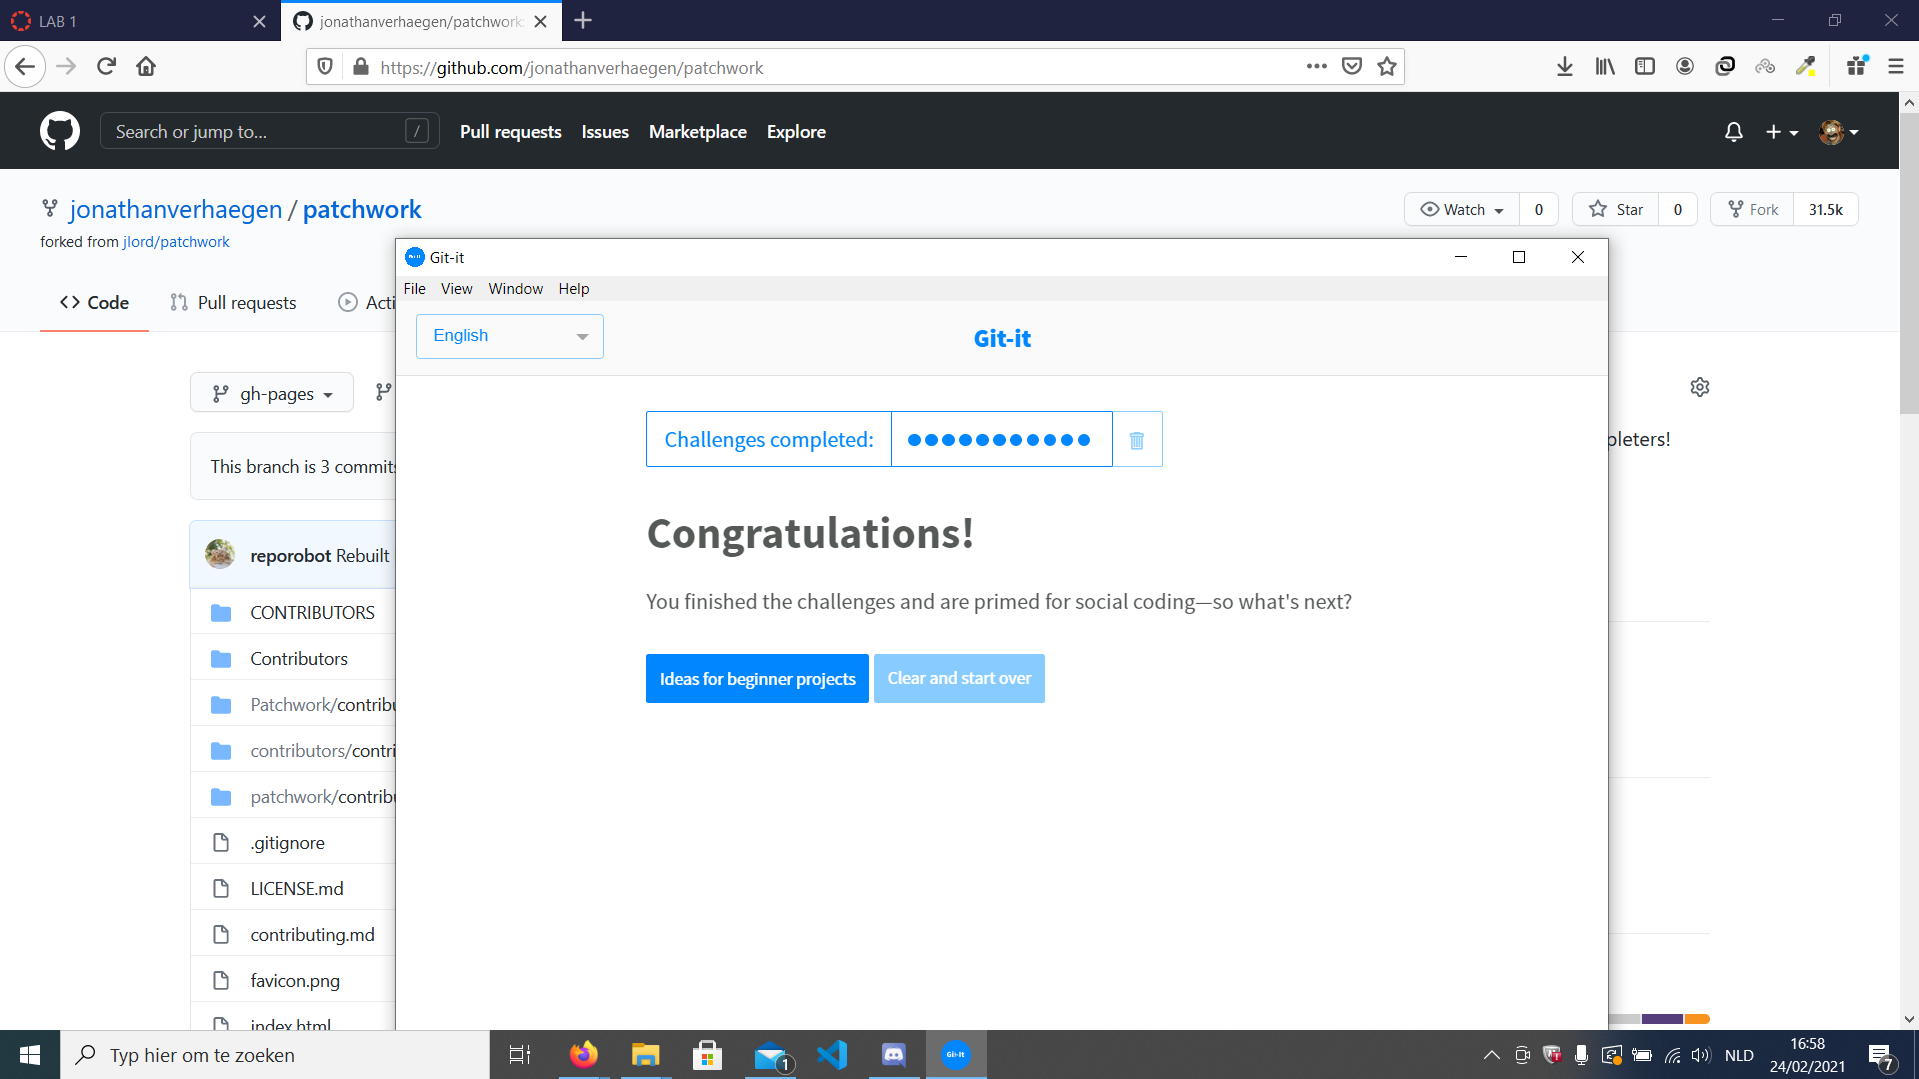 LAB 1
jonathanverhaegen/patchwork:
https://github.com/jonathanverhaegen/patchwork
Search or jump to... /
Pull requests Issues Marketplace Explore
jonathanverhaegen / patchwork
Watch 0 Star 0 Fork 31.5k
forked from jlord/patchwork
Git-it
File View Window Help
Code Pull requests Acti
English
Git-it
gh-pages
Challenges completed:
pleters!
This branch is 3 commits
Congratulations!
reporobot Rebuilt
You finished the challenges and are primed for social coding—so what's next?
CONTRIBUTORS
Contributors
Ideas for beginner projects Clear and start over
Patchwork/contribu
contributors/contri
patchwork/contribu
.gitignore
LICENSE.md
contributing.md
favicon.png
index.html
Typ hier om te zoeken
1
Git-it
NLD
16:58
24/02/2021
7